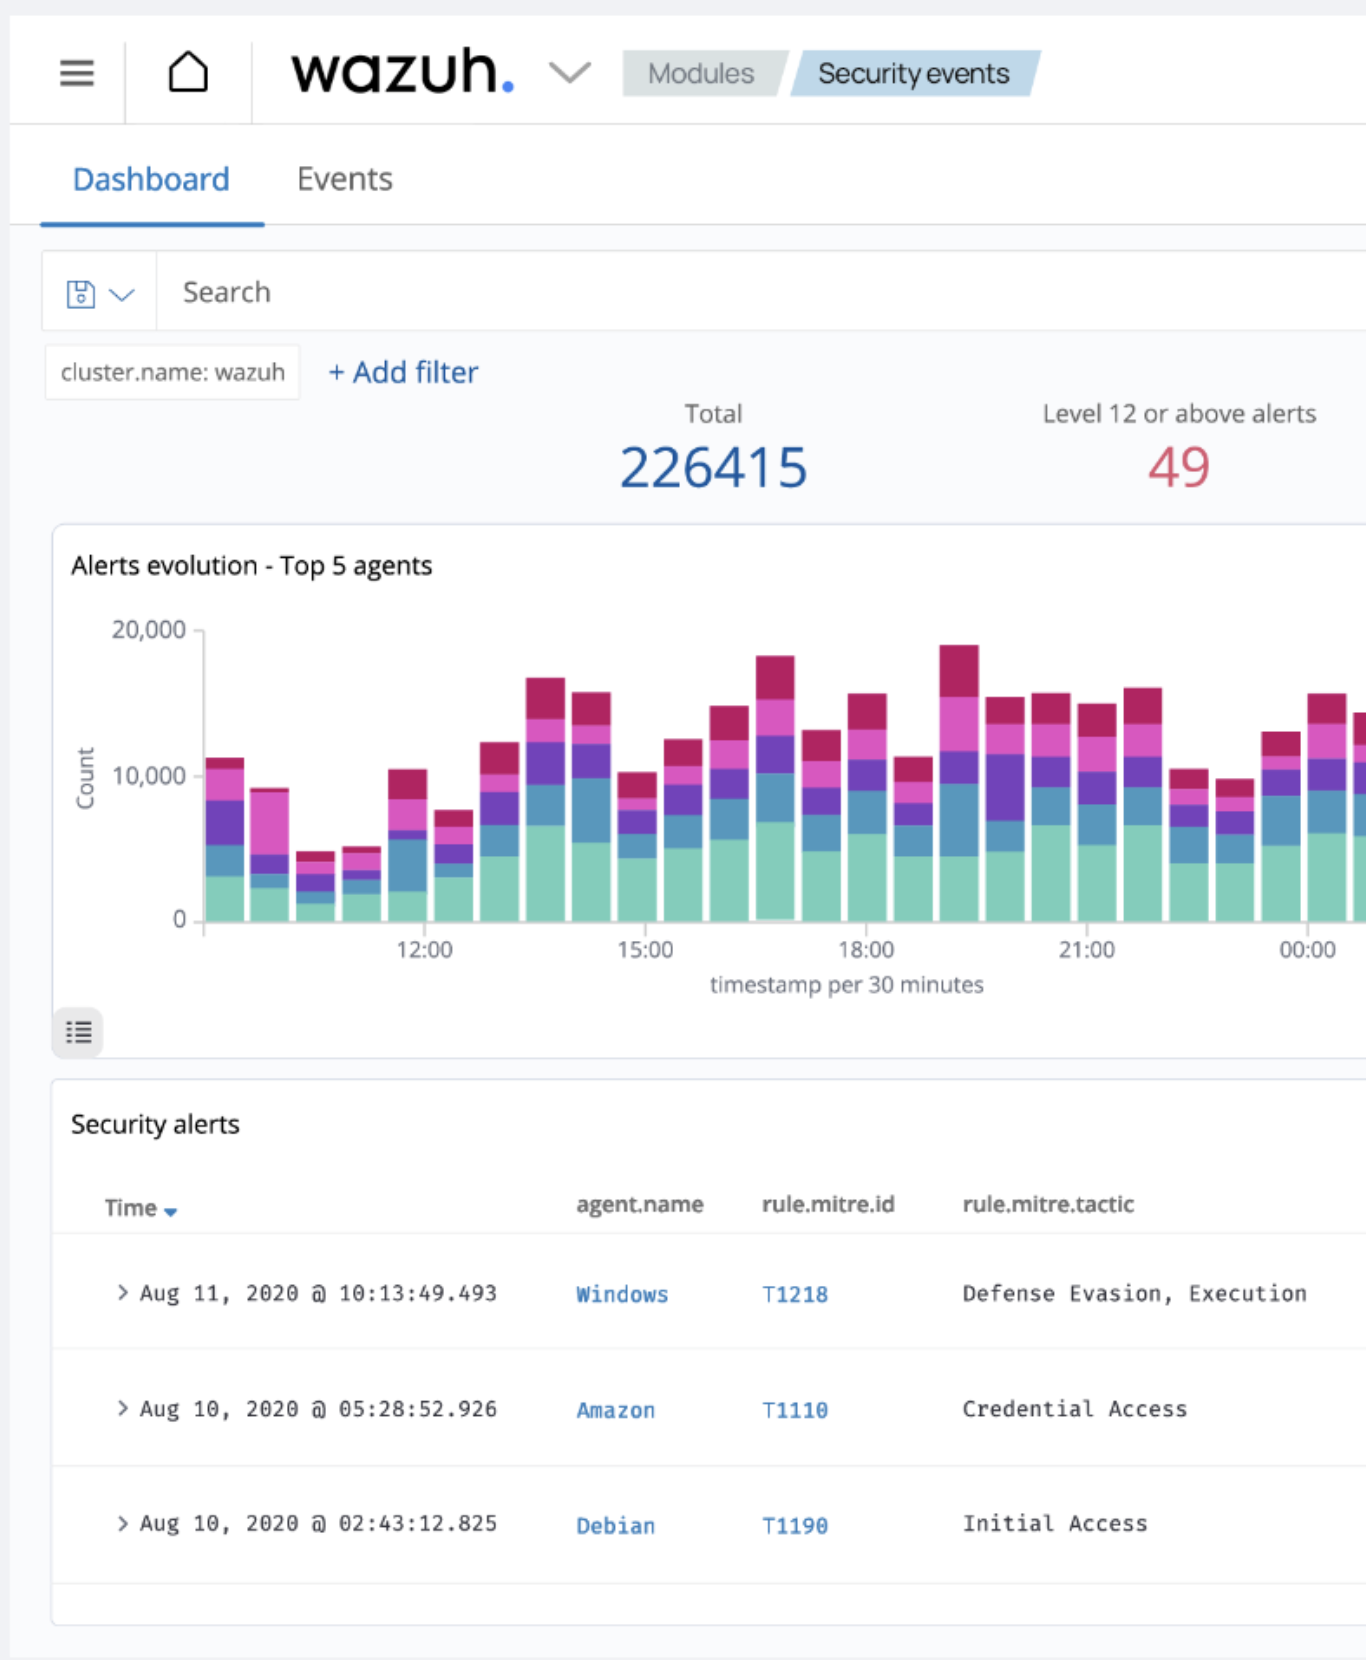 wazuh. Modules Security events
Dashboard Events
Search
cluster.name: wazuh + Add filter
Total Level 12 or above alerts
226415 49
Alerts evolution - Top 5 agents
20,000
10,000
0
Count
12:00 15:00 18:00 21:00 00:00
timestamp per 30 minutes
Security alerts
Time agent.name rule.mitre.id rule.mitre.tactic
> Aug 11, 2020 @ 10:13:49.493 Windows T1218 Defense Evasion, Execution
> Aug 10, 2020 @ 05:28:52.926 Amazon T1110 Credential Access
> Aug 10, 2020 @ 02:43:12.825 Debian T1190 Initial Access